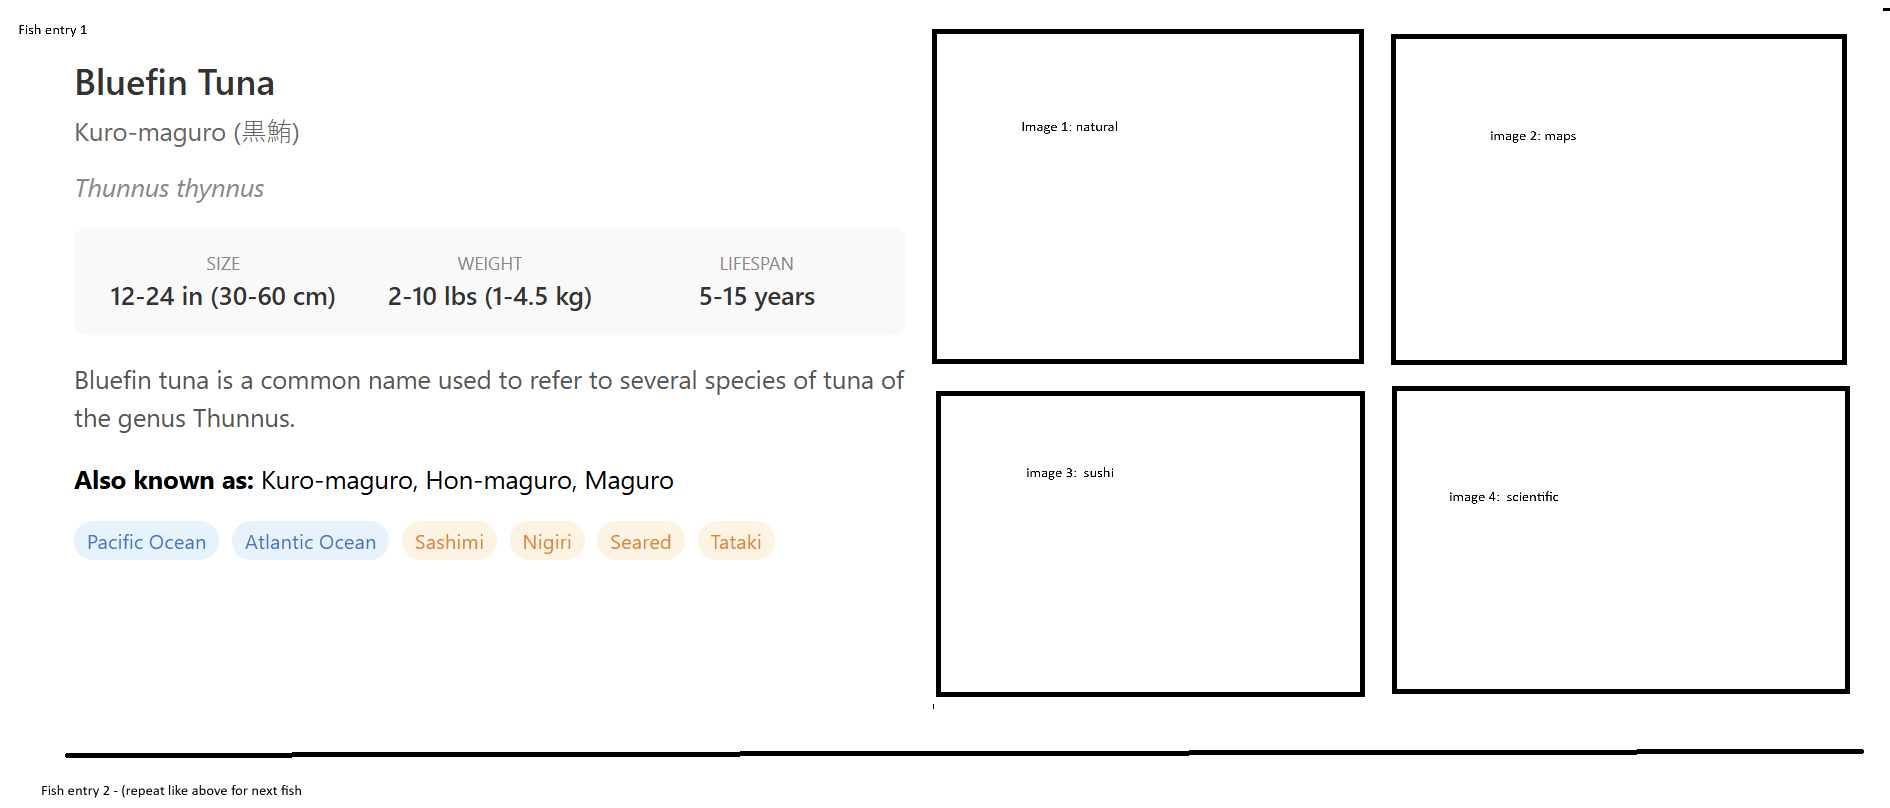 Fish entry 1
Bluefin Tuna
Kuro-maguro (黒鮪)
Thunnus thynnus
SIZE
12-24 in (30-60 cm)
WEIGHT
2-10 lbs (1-4.5 kg)
LIFESPAN
5-15 years
Bluefin tuna is a common name used to refer to several species of tuna of
the genus Thunnus.
Also known as: Kuro-maguro, Hon-maguro, Maguro
Pacific Ocean Atlantic Ocean Sashimi Nigiri Seared Tataki
Image 1: natural
image 2: maps
image 3: sushi
image 4: scientific
Fish entry 2 - (repeat like above for next fish